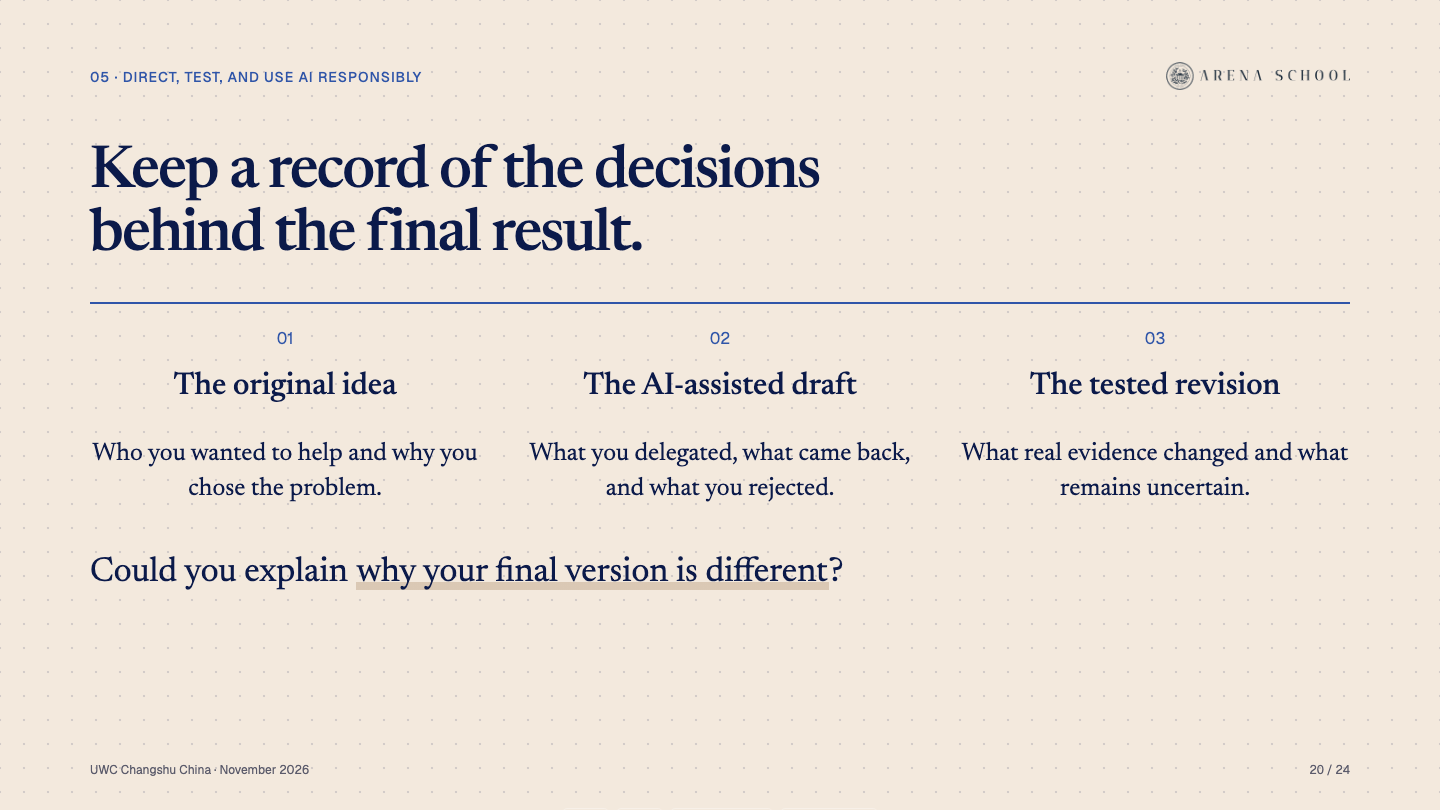 05 · DIRECT, TEST, AND USE AI RESPONSIBLY
ARENA SCHOOL
Keep a record of the decisions
behind the final result.
01
The original idea
Who you wanted to help and why you
chose the problem.
02
The AI-assisted draft
What you delegated, what came back,
and what you rejected.
03
The tested revision
What real evidence changed and what
remains uncertain.
Could you explain why your final version is different?
UWC Changshu China · November 2026
20 / 24